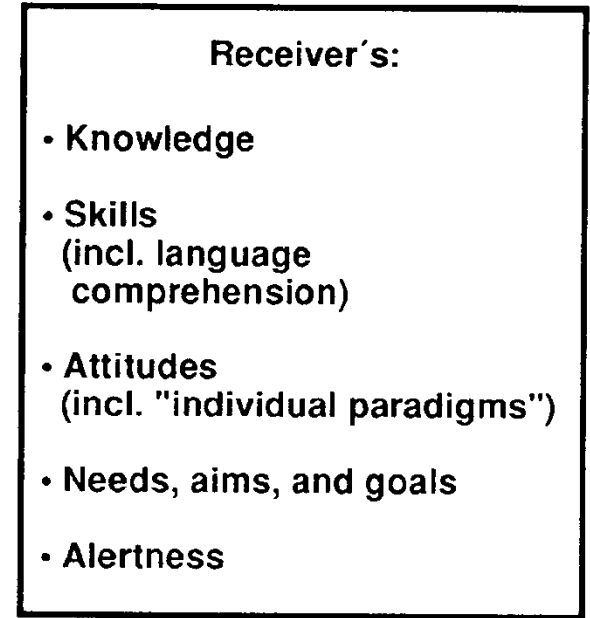 Receiver´s:
• Knowledge
• Skills
(incl. language
comprehension)
• Attitudes
(incl. "individual paradigms")
• Needs, aims, and goals
• Alertness